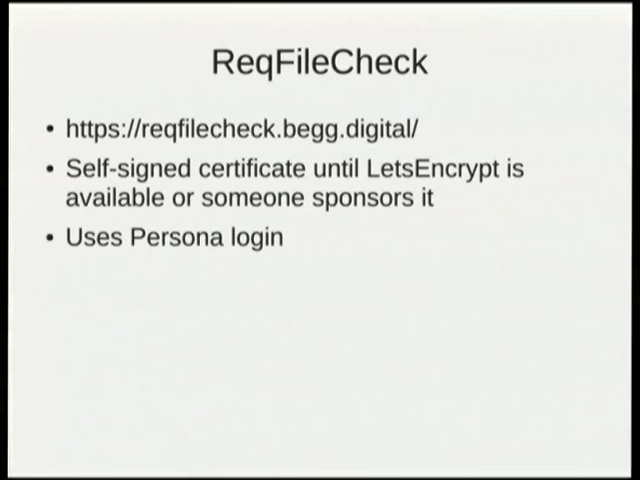 ReqFileCheck
• https://reqfilecheck.begg.digital/
• Self-signed certificate until LetsEncrypt is
available or someone sponsors it
• Uses Persona login